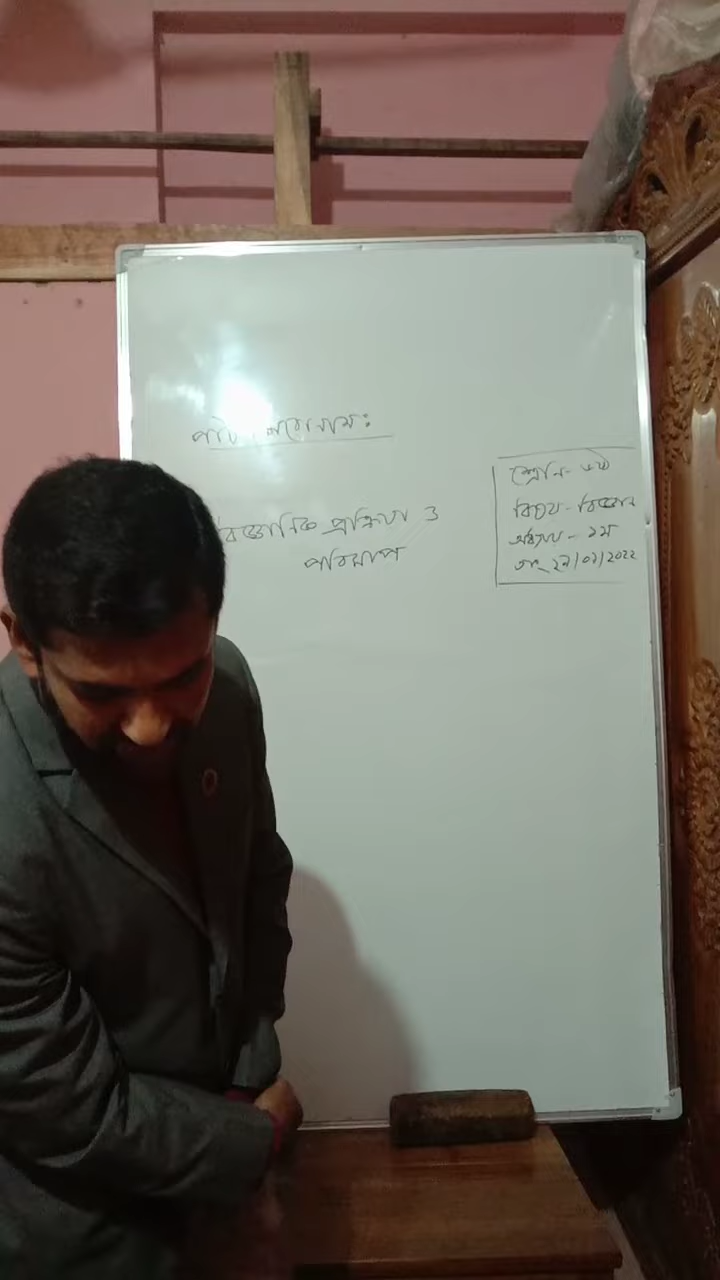 পাঠ শিরোনাম:
বৈজ্ঞানিক প্রক্রিয়া ও
পরিমাপ
শ্রেণি- ৬ষ্ঠ
বিষয়- বিজ্ঞান
অধ্যায় - ১ম